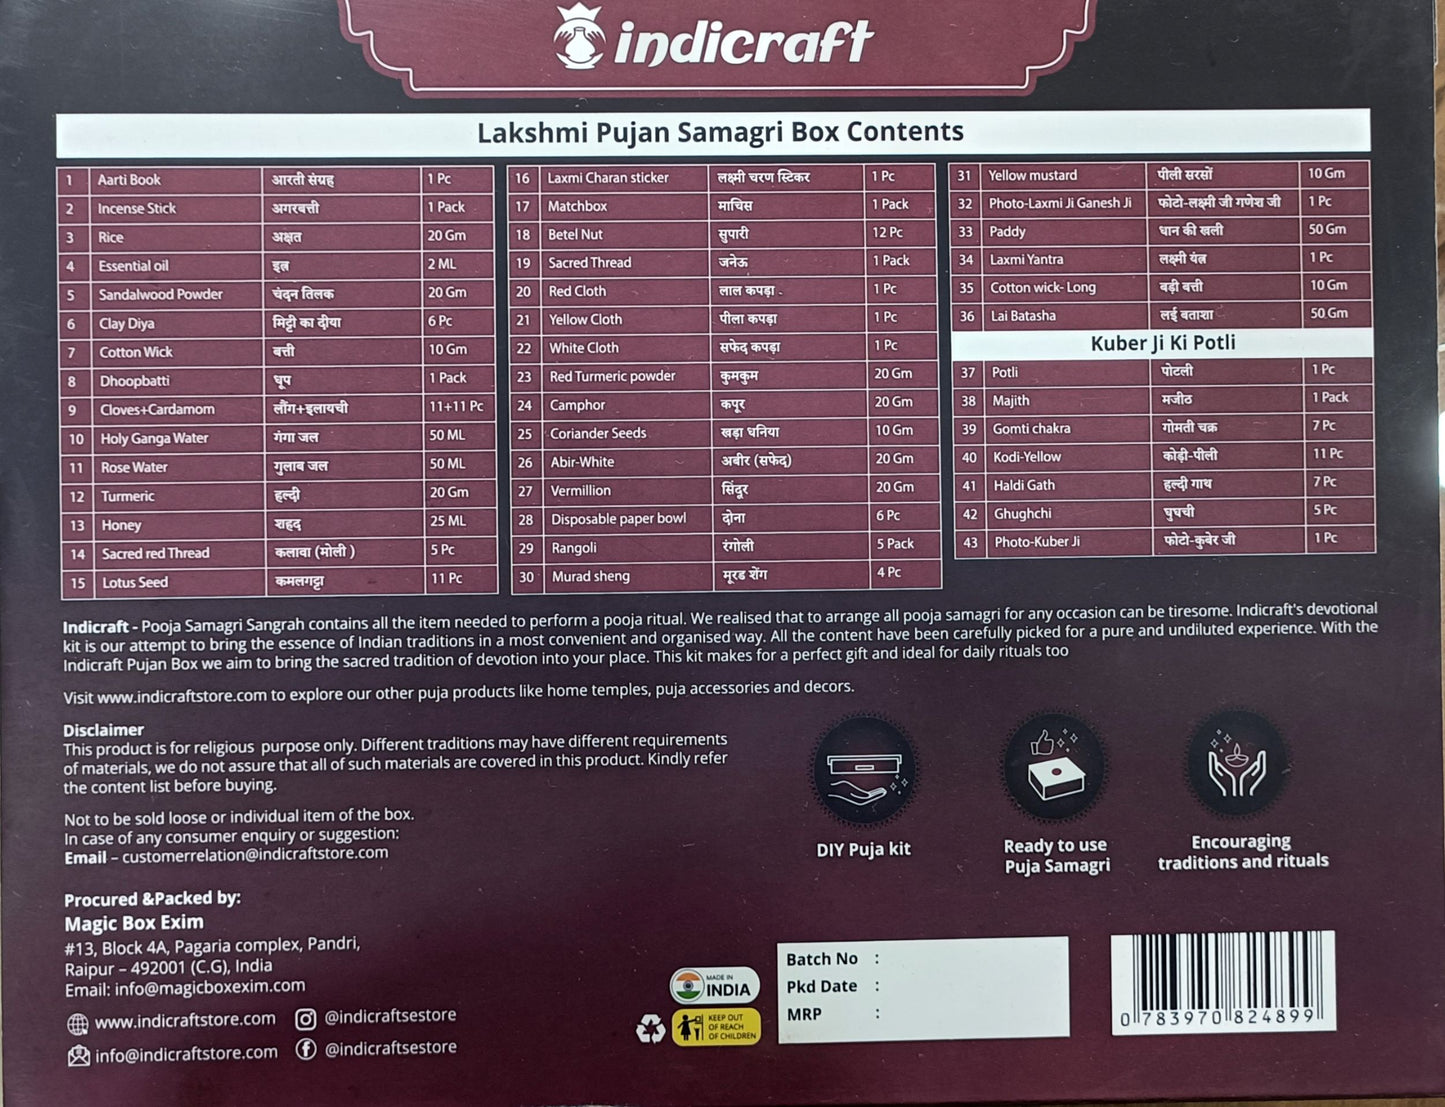 indicraft
Lakshmi Pujan Samagri Box Contents
1 Aarti Book आरती संग्रह 1 Pc
2 Incense Stick अगरबत्ती 1 Pack
3 Rice अक्षत 20 Gm
4 Essential oil इत्र 2 ML
5 Sandalwood Powder चंदन तिलक 20 Gm
6 Clay Diya मिट्टी का दीया 6 Pc
7 Cotton Wick बत्ती 10 Gm
8 Dhoopbatti धूप 1 Pack
9 Cloves+Cardamom लौंग+इलायची 11+11 Pc
10 Holy Ganga Water गंगा जल 50 ML
11 Rose Water गुलाब जल 50 ML
12 Turmeric हल्दी 20 Gm
13 Honey शहद 25 ML
14 Sacred red Thread कलावा (मोली ) 5 Pc
15 Lotus Seed कमलगट्टा 11 Pc
16 Laxmi Charan sticker लक्ष्मी चरण स्टिकर 1 Pc
17 Matchbox माचिस 1 Pack
18 Betel Nut सुपारी 12 Pc
19 Sacred Thread जनेऊ 1 Pack
20 Red Cloth लाल कपड़ा 1 Pc
21 Yellow Cloth पीला कपड़ा 1 Pc
22 White Cloth सफेद कपड़ा 1 Pc
23 Red Turmeric powder कुमकुम 20 Gm
24 Camphor कपूर 20 Gm
25 Coriander Seeds खड़ा धनिया 10 Gm
26 Abir-White अबीर (सफेद) 20 Gm
27 Vermillion सिंदूर 20 Gm
28 Disposable paper bowl दोना 6 Pc
29 Rangoli रंगोली 5 Pack
30 Murad sheng मूरड शेंग 4 Pc
31 Yellow mustard पीली सरसों 10 Gm
32 Photo-Laxmi Ji Ganesh Ji फोटो-लक्ष्मी जी गणेश जी 1 Pc
33 Paddy धान की खली 50 Gm
34 Laxmi Yantra लक्ष्मी यंत्र 1 Pc
35 Cotton wick- Long बड़ी बत्ती 10 Gm
36 Lai Batasha लई बताशा 50 Gm
Kuber Ji Ki Potli
37 Potli पोटली 1 Pc
38 Majith मजीठ 1 Pack
39 Gomti chakra गोमती चक्र 7 Pc
40 Kodi-Yellow कोड़ी-पीली 11 Pc
41 Haldi Gath हल्दी गाथ 7 Pc
42 Ghughchi घुघची 5 Pc
43 Photo-Kuber Ji फोटो-कुबेर जी 1 Pc
Indicraft - Pooja Samagri Sangrah contains all the item needed to perform a pooja ritual. We realised that to arrange all pooja samagri for any occasion can be tiresome. Indicraft's devotional
kit is our attempt to bring the essence of Indian traditions in a most convenient and organised way. All the content have been carefully picked for a pure and undiluted experience. With the
Indicraft Pujan Box we aim to bring the sacred tradition of devotion into your place. This kit makes for a perfect gift and ideal for daily rituals too
Visit www.indicraftstore.com to explore our other puja products like home temples, puja accessories and decors.
Disclaimer
This product is for religious purpose only. Different traditions may have different requirements
of materials, we do not assure that all of such materials are covered in this product. Kindly refer
the content list before buying.
Not to be sold loose or individual item of the box.
In case of any consumer enquiry or suggestion:
Email – customerrelation@indicraftstore.com
DIY Puja kit
Ready to use
Puja Samagri
Encouraging
traditions and rituals
Procured &Packed by:
Magic Box Exim
#13, Block 4A, Pagaria complex, Pandri,
Raipur – 492001 (C.G), India
Email: info@magicboxexim.com
www.indicraftstore.com @indicraftsestore
info@indicraftstore.com @indicraftsestore
MADE IN
INDIA
KEEP OUT
OF REACH
OF CHILDREN
Batch No :
Pkd Date :
MRP :
0 783970 824899